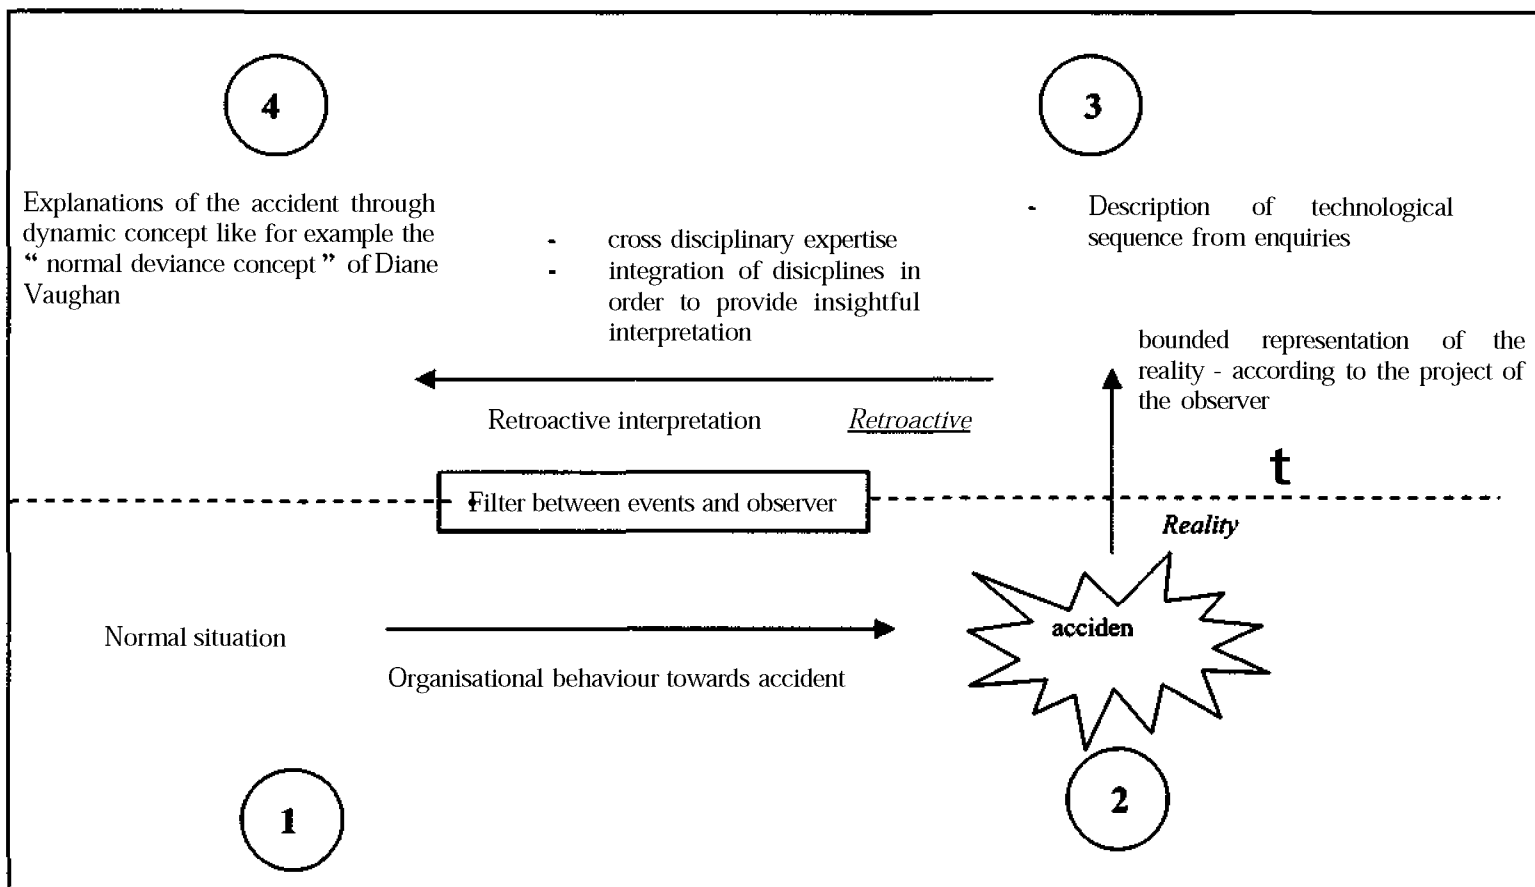 4
3
Explanations of the accident through
dynamic concept like for example the
“ normal deviance concept ” of Diane
Vaughan
- cross disciplinary expertise
- integration of disicplines in
order to provide insightful
interpretation
- Description of technological
sequence from enquiries
bounded representation of the
reality - according to the project of
the observer
Retroactive interpretation
Retroactive
t
Filter between events and observer
Reality
Normal situation
Organisational behaviour towards accident
acciden
1
2